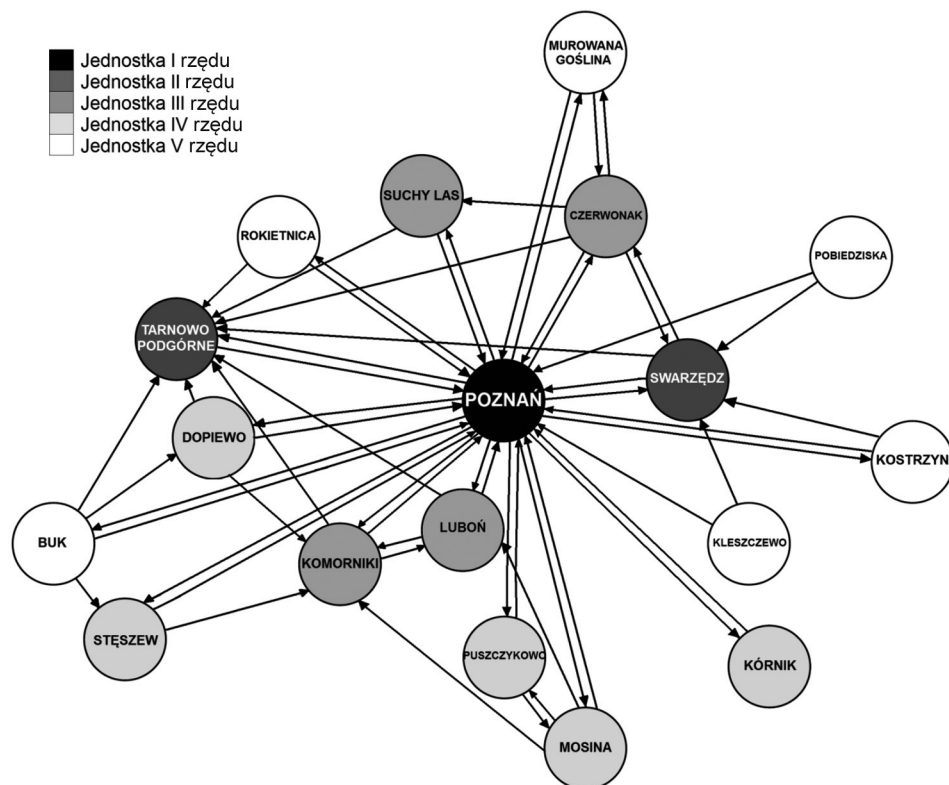 Jednostka I rzędu
Jednostka II rzędu
Jednostka III rzędu
Jednostka IV rzędu
Jednostka V rzędu
MUROWANA
GOŚLINA
SUCHY LAS
CZERWONAK
ROKIETNICA
POBIEDZISKA
TARNOWO
PODGÓRNE
SWARZĘDZ
POZNAŃ
DOPIEWO
KOSTRZYN
LUBOŃ
BUK
KLESZCZEWO
KOMORNIKI
STĘSZEW
PUSZCZYKOWO
KÓRNIK
MOSINA